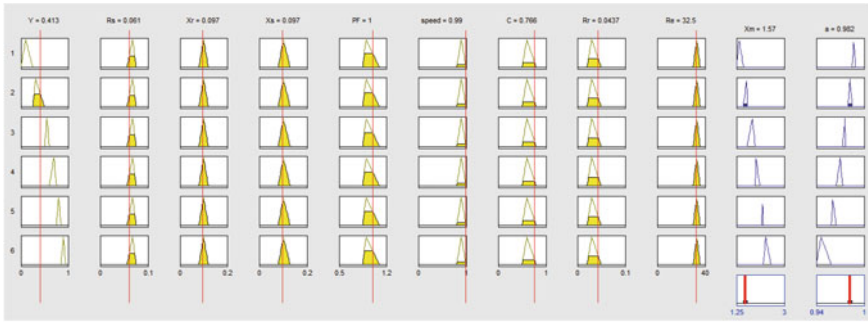 Y = 0.413 Rs = 0.061 Xr = 0.097 Xs = 0.097 PF = 1 speed = 0.99 C = 0.766 Rr = 0.0437 Re = 32.5 Xm = 1.57 a = 0.982
1
2
3
4
5
6
0 1 0 0.1 0 0.2 0 0.2 0.5 1.2 0 1 0 1 0 0.1 0 40
1.25 3 0.94 1